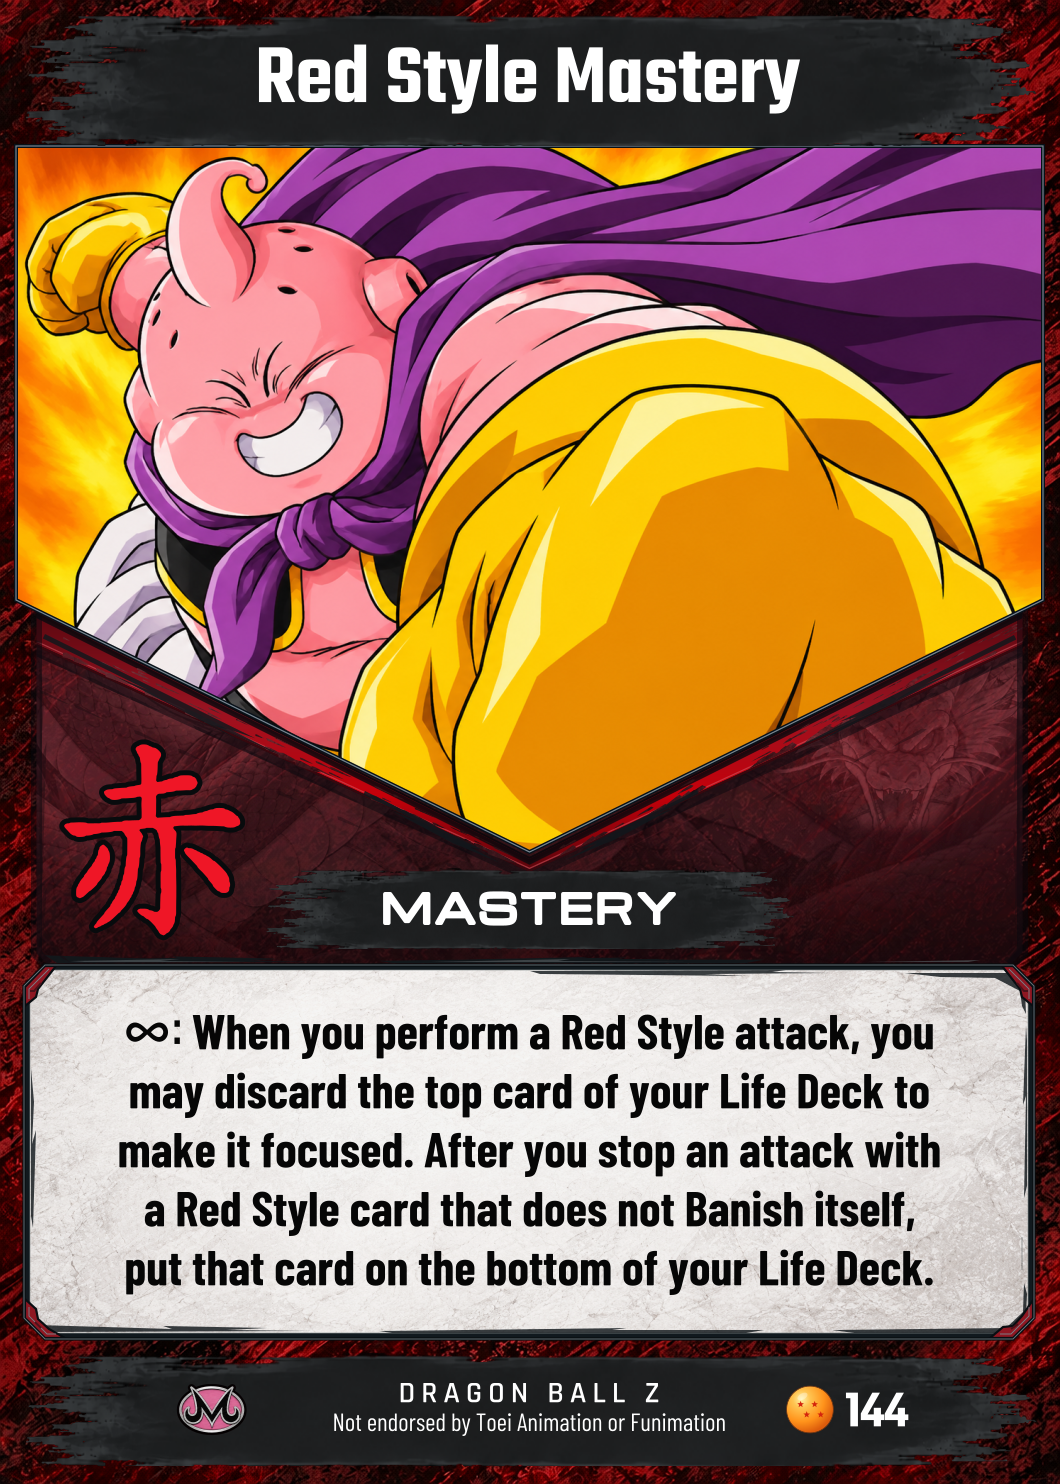 Red Style Mastery
赤
MASTERY
∞: When you perform a Red Style attack, you
may discard the top card of your Life Deck to
make it focused. After you stop an attack with
a Red Style card that does not Banish itself,
put that card on the bottom of your Life Deck.
M
DRAGON BALL Z
Not endorsed by Toei Animation or Funimation
144